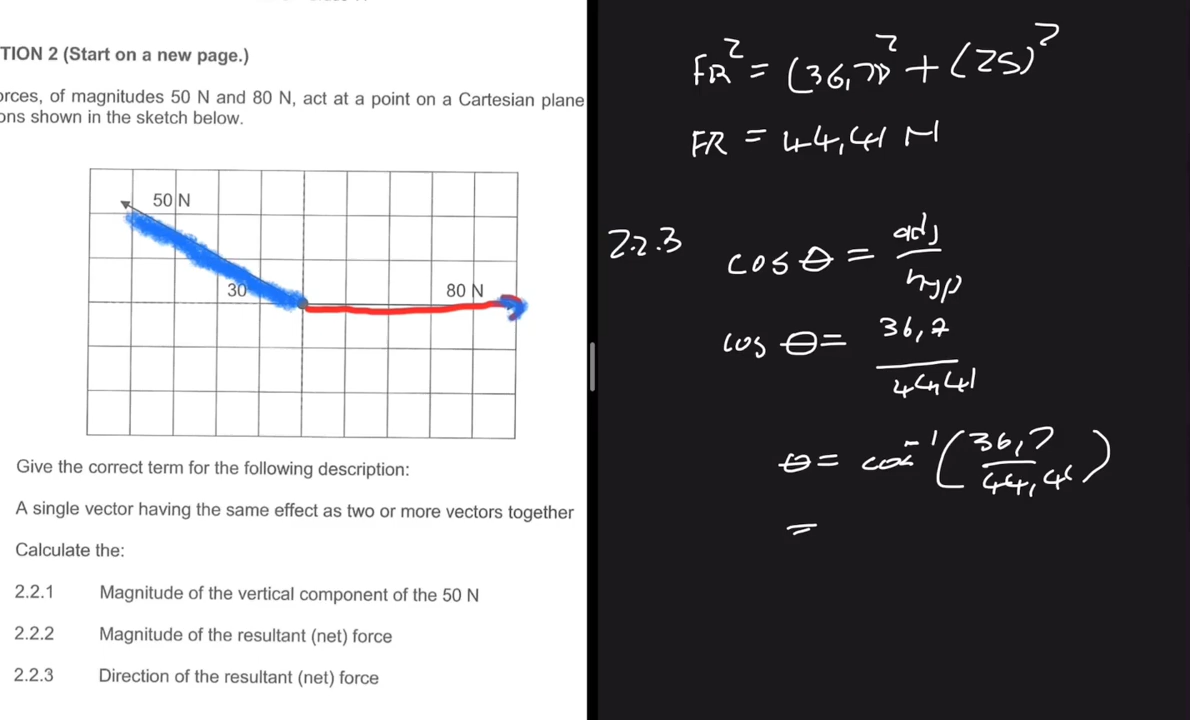 TION 2 (Start on a new page.)
orces, of magnitudes 50 N and 80 N, act at a point on a Cartesian plane
ons shown in the sketch below.
50 N
30
80 N
Give the correct term for the following description:
A single vector having the same effect as two or more vectors together
Calculate the:
2.2.1 Magnitude of the vertical component of the 50 N
2.2.2 Magnitude of the resultant (net) force
2.2.3 Direction of the resultant (net) force
FR² = (36,7)² + (25)²
FR = 44,41 N
2.2.3 cos θ = adj
hyp
cos θ = 36,7
44,41
θ = cos⁻¹ (36,7
44,41)
=